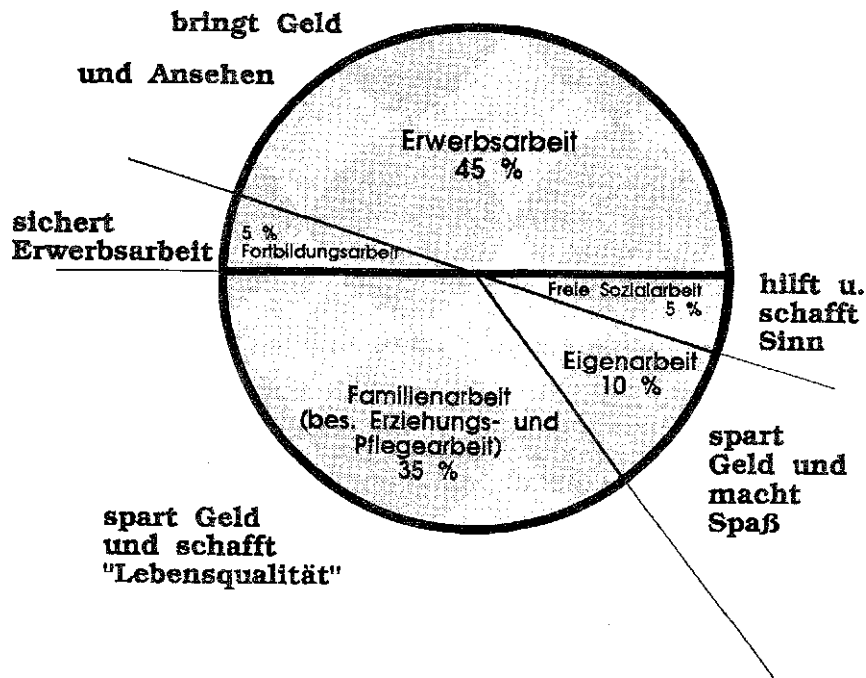 bringt Geld
und Ansehen
Erwerbsarbeit
45 %
sichert
Erwerbsarbeit
5 %
Fortbildungsarbeit
Freie Sozialarbeit
5 %
hilft u.
schafft
Sinn
Eigenarbeit
10 %
Familienarbeit
(bes. Erziehungs- und
Pflegearbeit)
35 %
spart
Geld und
macht
Spaß
spart Geld
und schafft
"Lebensqualität"